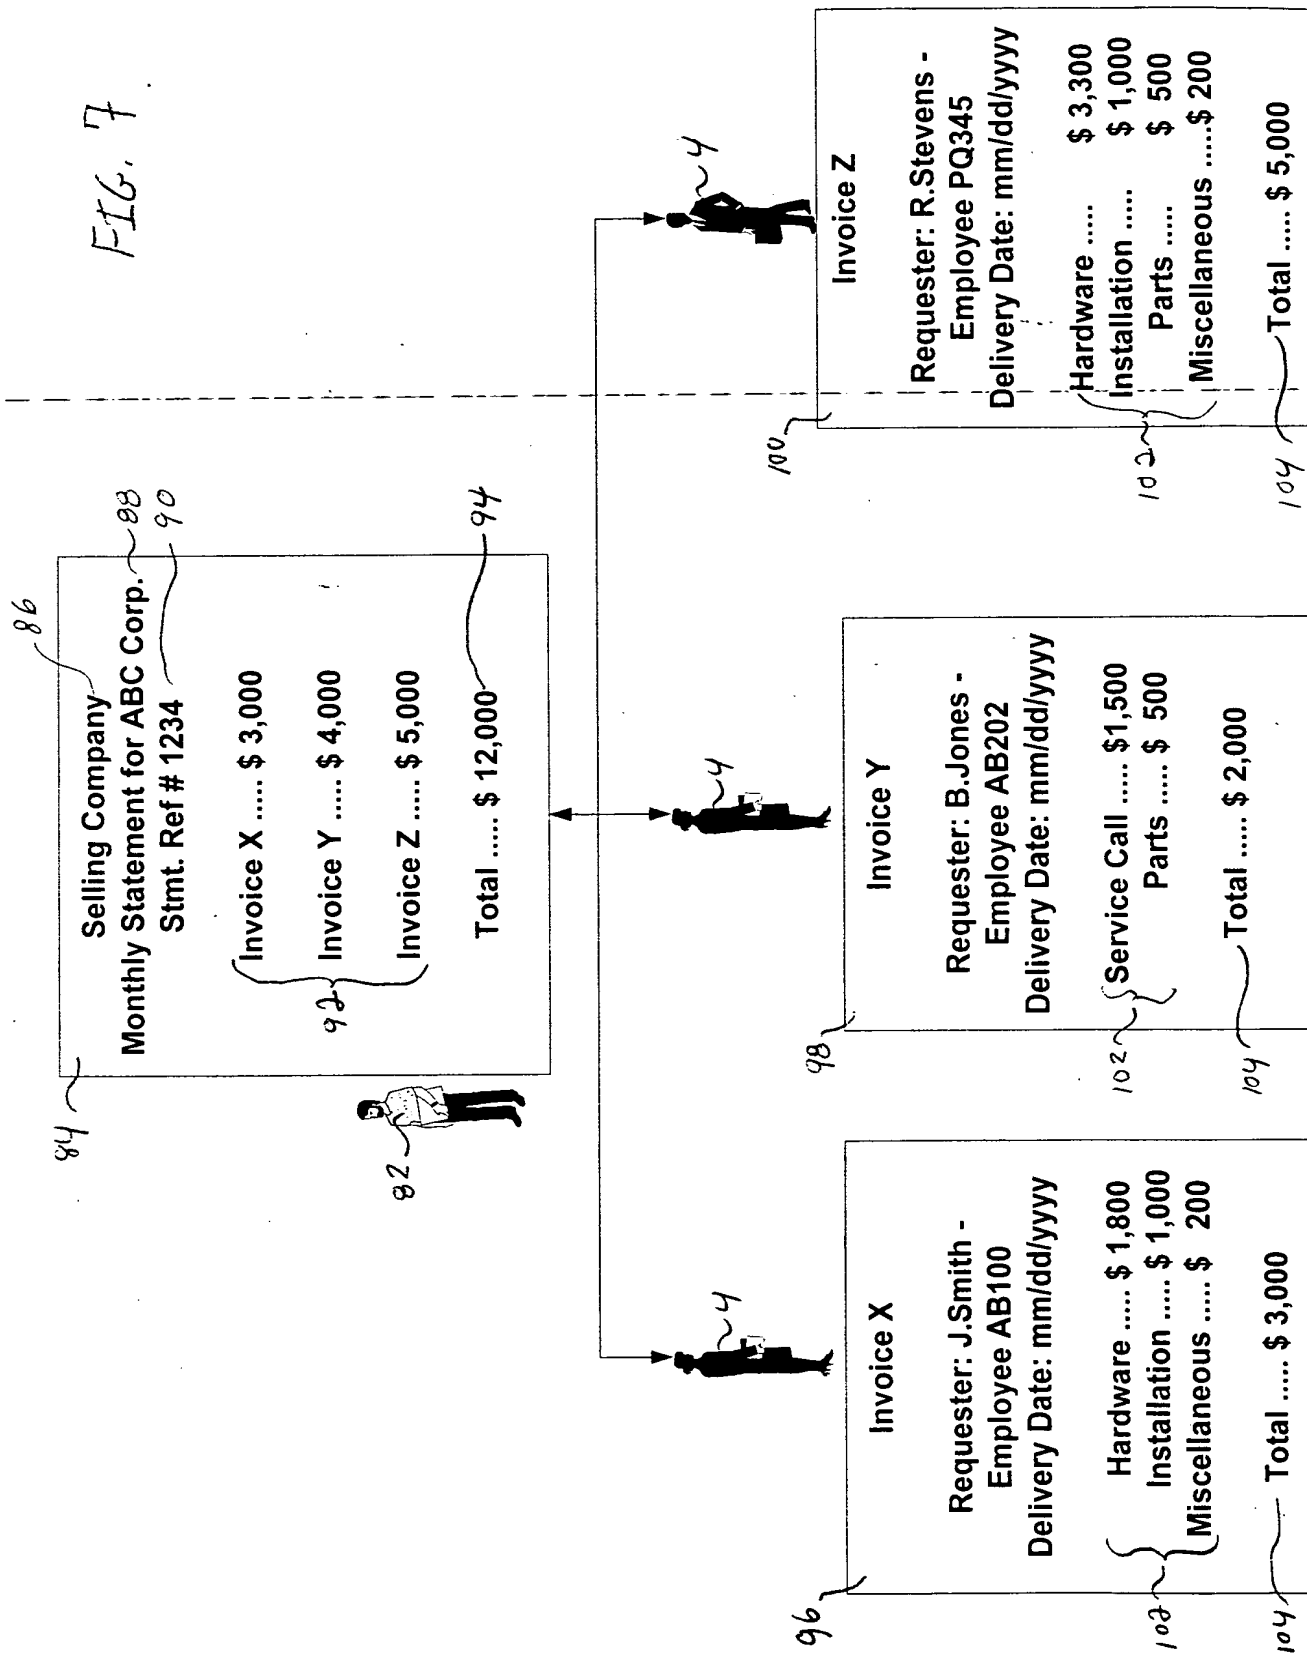 FIG. 7
84
86
Selling Company
Monthly Statement for ABC Corp.
88
Stmt. Ref # 1234
90
Invoice X ..... $ 3,000
Invoice Y ..... $ 4,000
Invoice Z ..... $ 5,000
92
Total ..... $ 12,000
94
82
4
4
4
96
Invoice X
Requester: J.Smith -
Employee AB100
Delivery Date: mm/dd/yyyy
Hardware ..... $ 1,800
Installation ..... $ 1,000
Miscellaneous ..... $ 200
102
104
Total ..... $ 3,000
98
Invoice Y
Requester: B.Jones -
Employee AB202
Delivery Date: mm/dd/yyyy
102
Service Call ..... $1,500
Parts ..... $ 500
104
Total ..... $ 2,000
100
Invoice Z
Requester: R.Stevens -
Employee PQ345
Delivery Date: mm/dd/yyyy
Hardware ..... $ 3,300
Installation ..... $ 1,000
Parts ..... $ 500
Miscellaneous .....$ 200
102
104
Total ..... $ 5,000